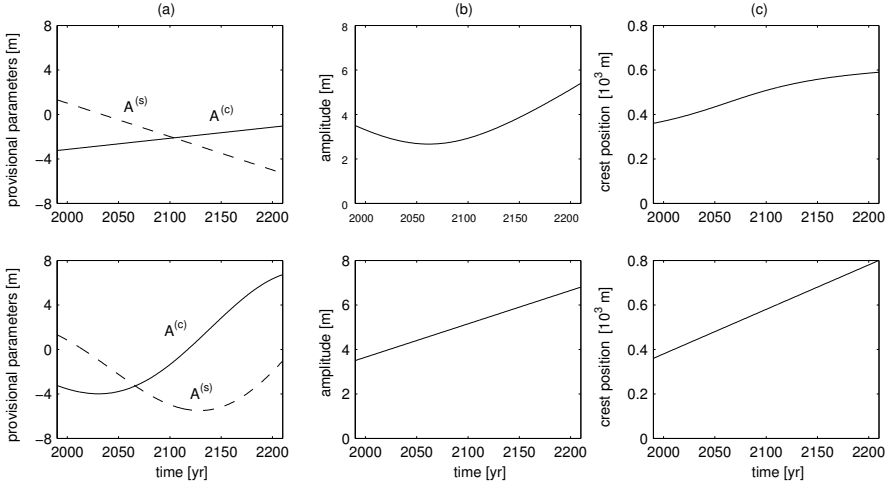 (a)
(b)
(c)
provisional parameters [m]
8
4
0
−4
−8
A^(s)
A^(c)
2000 2050 2100 2150 2200
amplitude [m]
8
6
4
2
0
2000 2050 2100 2150 2200
crest position [10^3 m]
0.8
0.6
0.4
0.2
0
2000 2050 2100 2150 2200
provisional parameters [m]
8
4
0
−4
−8
A^(c)
A^(s)
2000 2050 2100 2150 2200
time [yr]
amplitude [m]
8
6
4
2
0
2000 2050 2100 2150 2200
time [yr]
crest position [10^3 m]
0.8
0.6
0.4
0.2
0
2000 2050 2100 2150 2200
time [yr]